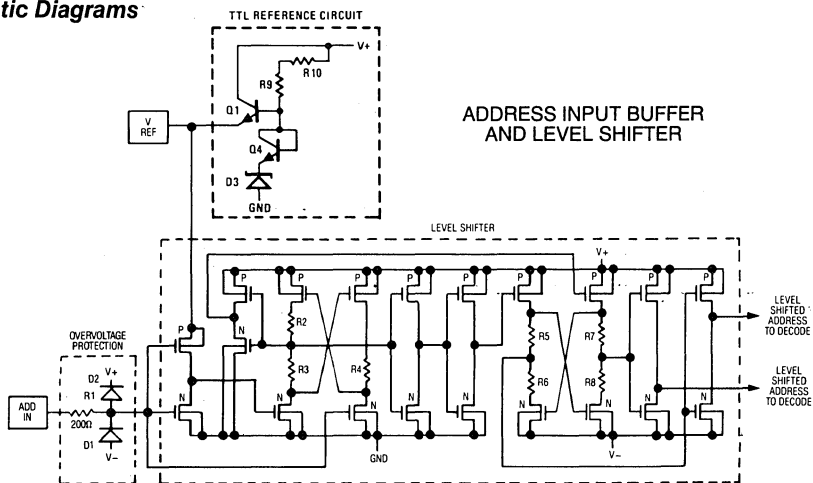 tic Diagrams
TTL REFERENCE CIRCUIT
V+
R10
R9
Q1
V
REF
Q4
D3
GND
ADDRESS INPUT BUFFER
AND LEVEL SHIFTER
LEVEL SHIFTER
V+
P P P P P P P P P
R2
N
R5 R7
LEVEL
SHIFTED
ADDRESS
TO DECODE
OVERVOLTAGE
PROTECTION
P
R3 R4
R6 R8
V+
D2
R1
ADD
IN
200Ω
D1
V−
N N N N N N N N N
LEVEL
SHIFTED
ADDRESS
TO DECODE
GND
V−